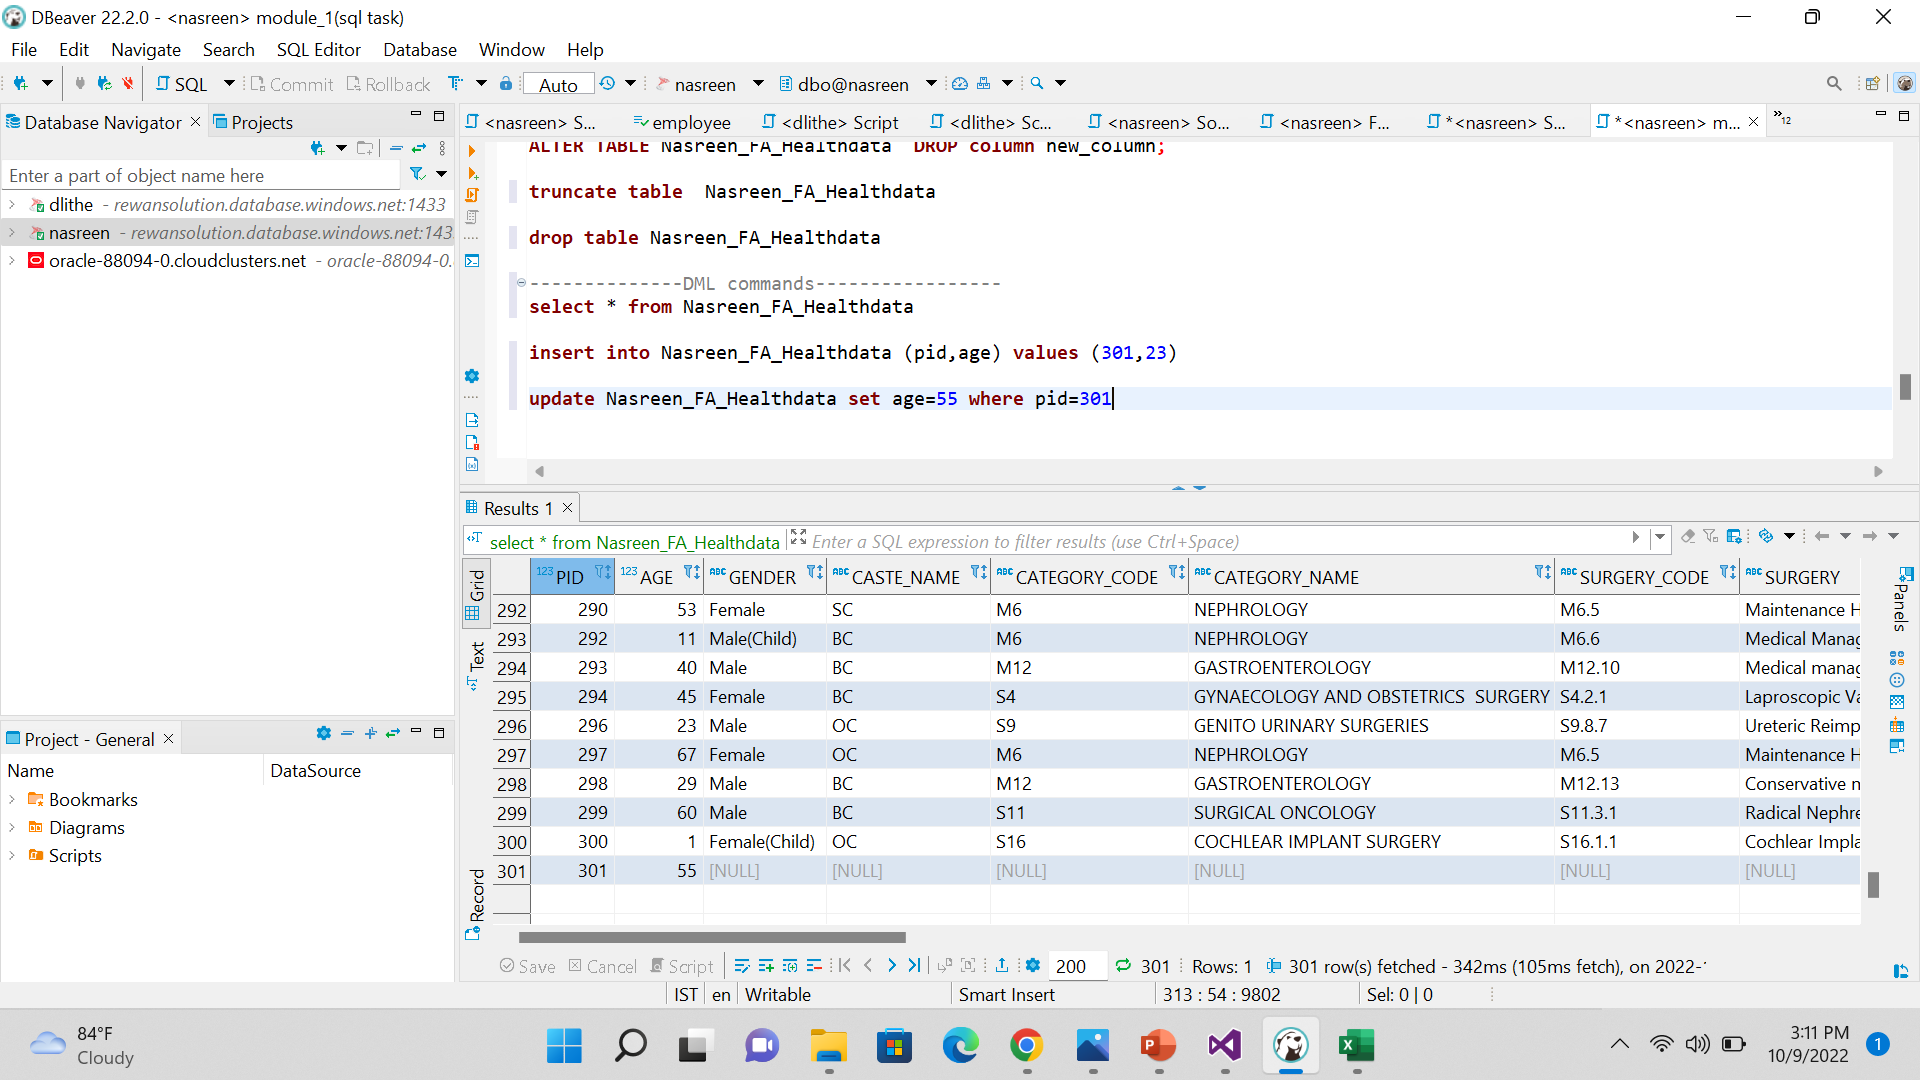 DBeaver 22.2.0 - <nasreen> module_1(sql task)
File Edit Navigate Search SQL Editor Database Window Help
SQL Commit Rollback Auto nasreen dbo@nasreen
Database Navigator Projects
<nasreen> S... employee <dlithe> Script <dlithe> Sc... <nasreen> So... <nasreen> F... *<nasreen> S... *<nasreen> m... »12
Enter a part of object name here
dlithe - rewansolution.database.windows.net:1433
nasreen - rewansolution.database.windows.net:143
oracle-88094-0.cloudclusters.net - oracle-88094-0.
ALTER TABLE Nasreen_FA_Healthdata DROP column new_column;
truncate table Nasreen_FA_Healthdata
drop table Nasreen_FA_Healthdata
--------------DML commands-----------------
select * from Nasreen_FA_Healthdata
insert into Nasreen_FA_Healthdata (pid,age) values (301,23)
update Nasreen_FA_Healthdata set age=55 where pid=301
Project - General
Name DataSource
Bookmarks
Diagrams
Scripts
Results 1
select * from Nasreen_FA_Healthdata Enter a SQL expression to filter results (use Ctrl+Space)
Grid
Text
Record
Panels
123 PID 123 AGE ABC GENDER ABC CASTE_NAME ABC CATEGORY_CODE ABC CATEGORY_NAME ABC SURGERY_CODE ABC SURGERY
292 290 53 Female SC M6 NEPHROLOGY M6.5 Maintenance H
293 292 11 Male(Child) BC M6 NEPHROLOGY M6.6 Medical Manag
294 293 40 Male BC M12 GASTROENTEROLOGY M12.10 Medical manag
295 294 45 Female BC S4 GYNAECOLOGY AND OBSTETRICS SURGERY S4.2.1 Laproscopic Va
296 296 23 Male OC S9 GENITO URINARY SURGERIES S9.8.7 Ureteric Reimp
297 297 67 Female OC M6 NEPHROLOGY M6.5 Maintenance H
298 298 29 Male BC M12 GASTROENTEROLOGY M12.13 Conservative m
299 299 60 Male BC S11 SURGICAL ONCOLOGY S11.3.1 Radical Nephre
300 300 1 Female(Child) OC S16 COCHLEAR IMPLANT SURGERY S16.1.1 Cochlear Impla
301 301 55 [NULL] [NULL] [NULL] [NULL] [NULL] [NULL]
Save Cancel Script 200 301 Rows: 1 301 row(s) fetched - 342ms (105ms fetch), on 2022-
IST en Writable Smart Insert 313 : 54 : 9802 Sel: 0 | 0
84°F
Cloudy
3:11 PM
10/9/2022
1